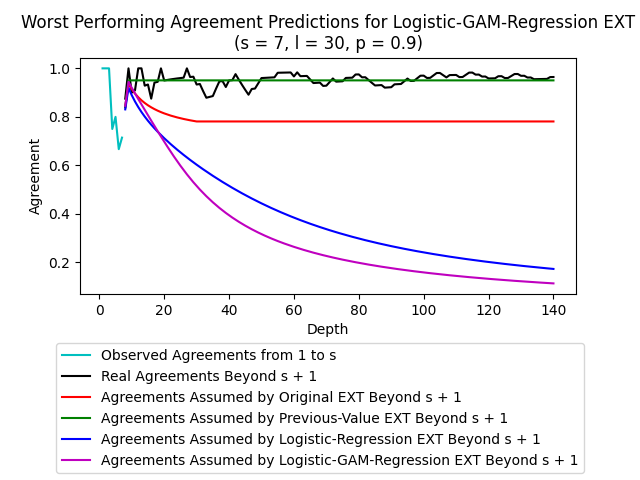 Worst Performing Agreement Predictions for Logistic-GAM-Regression EXT
(s = 7, l = 30, p = 0.9)
1.0
0.8
0.6
0.4
0.2
Agreement
0 20 40 60 80 100 120 140
Depth
Observed Agreements from 1 to s
Real Agreements Beyond s + 1
Agreements Assumed by Original EXT Beyond s + 1
Agreements Assumed by Previous-Value EXT Beyond s + 1
Agreements Assumed by Logistic-Regression EXT Beyond s + 1
Agreements Assumed by Logistic-GAM-Regression EXT Beyond s + 1